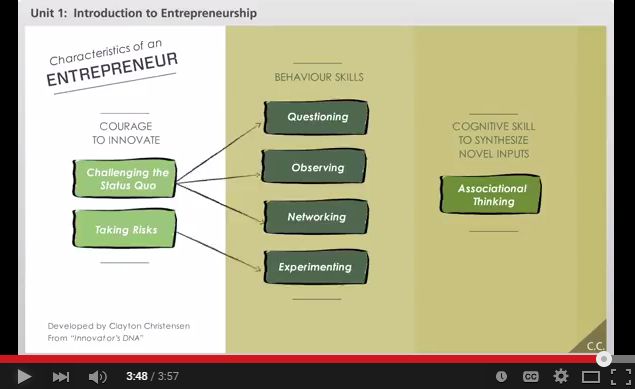 Unit 1: Introduction to Entrepreneurship
Characteristics of an
ENTREPRENEUR
COURAGE
TO INNOVATE
Challenging the
Status Quo
Taking Risks
BEHAVIOUR SKILLS
Questioning
Observing
Networking
Experimenting
COGNITIVE SKILL
TO SYNTHESIZE
NOVEL INPUTS
Associational
Thinking
Developed by Clayton Christensen
From "Innovator's DNA"
C.C.
3:48 / 3:57
CC